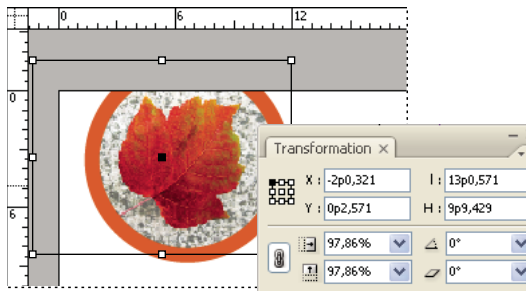 0 6 12
0
6
Transformation ×
X : -2p0,321 I : 13p0,571
Y : 0p2,571 H : 9p9,429
97,86% 0°
97,86% 0°